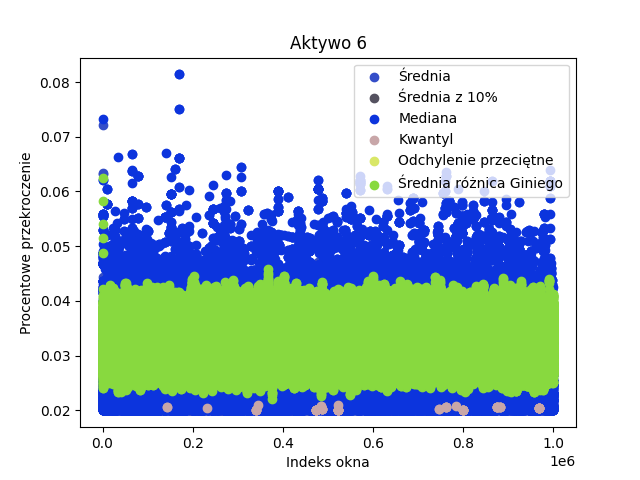 Aktywo 6
Procentowe przekroczenie
0.08
0.07
0.06
0.05
0.04
0.03
0.02
Średnia
Średnia z 10%
Mediana
Kwantyl
Odchylenie przeciętne
Średnia różnica Giniego
0.0 0.2 0.4 0.6 0.8 1.0
1e6
Indeks okna